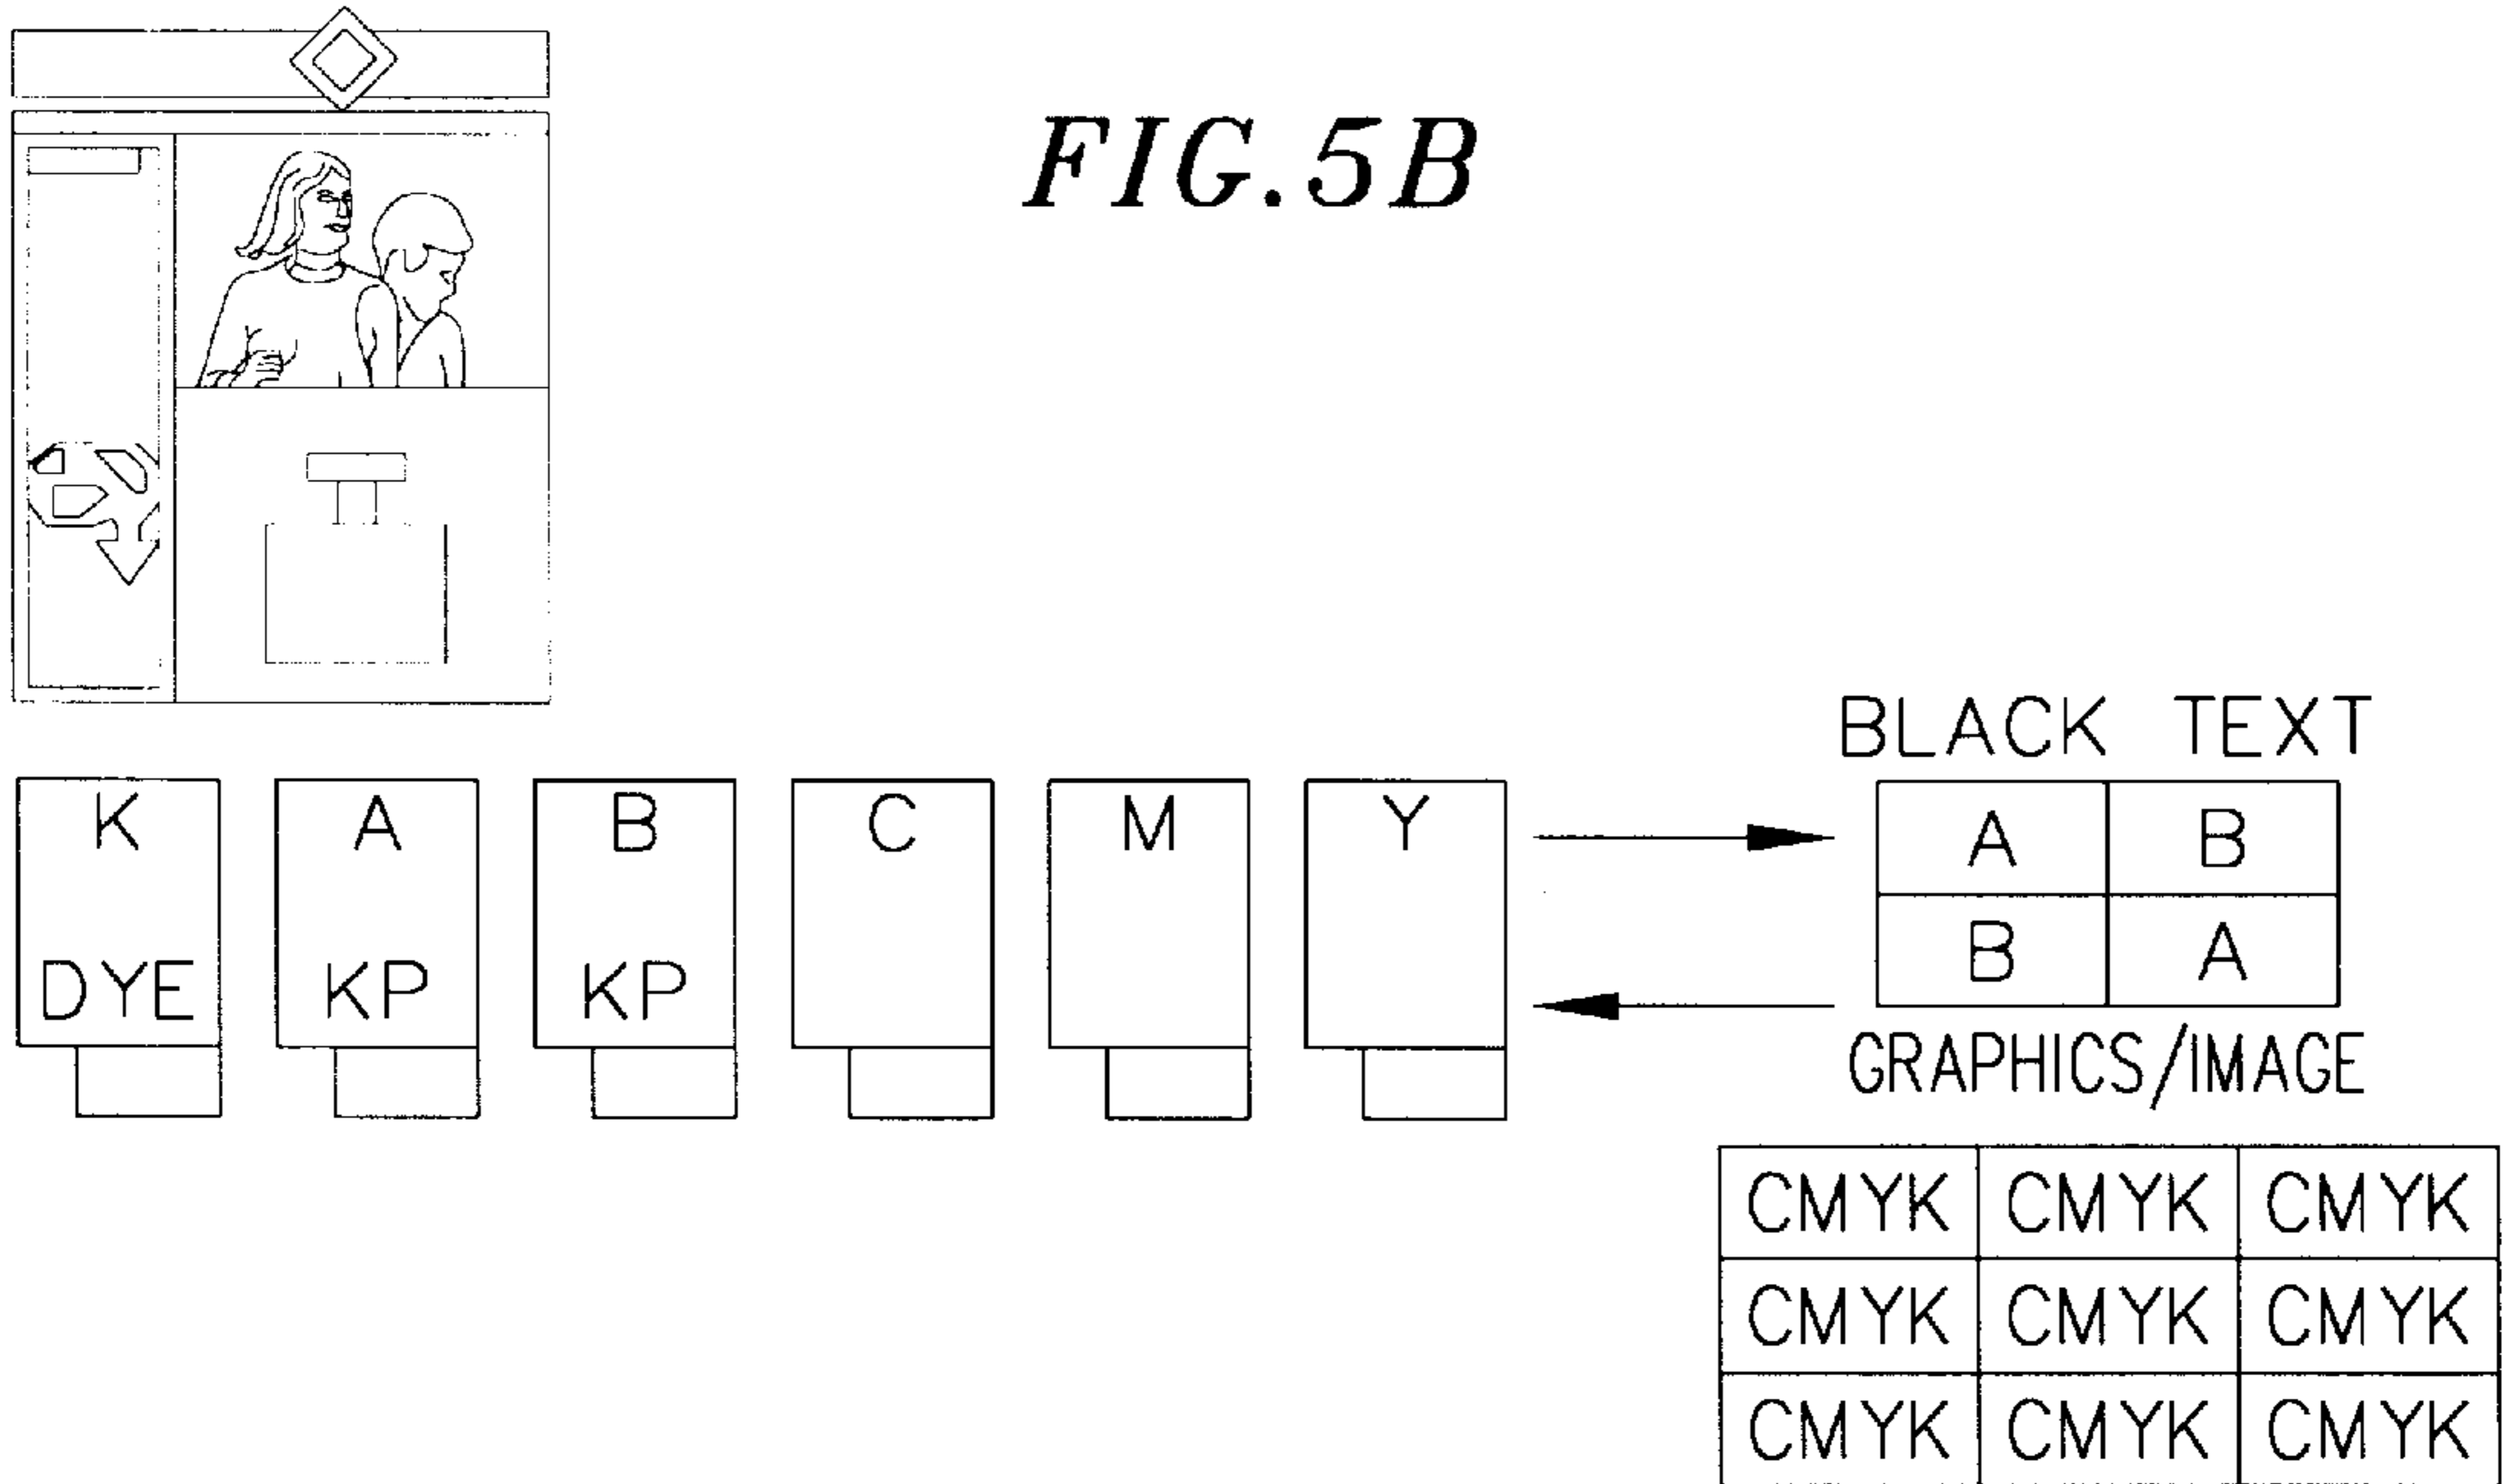 FIG.5B
BLACK TEXT
K A B C M Y
A B
DYE KP KP
B A
GRAPHICS/IMAGE
CMYK CMYK CMYK
CMYK CMYK CMYK
CMYK CMYK CMYK